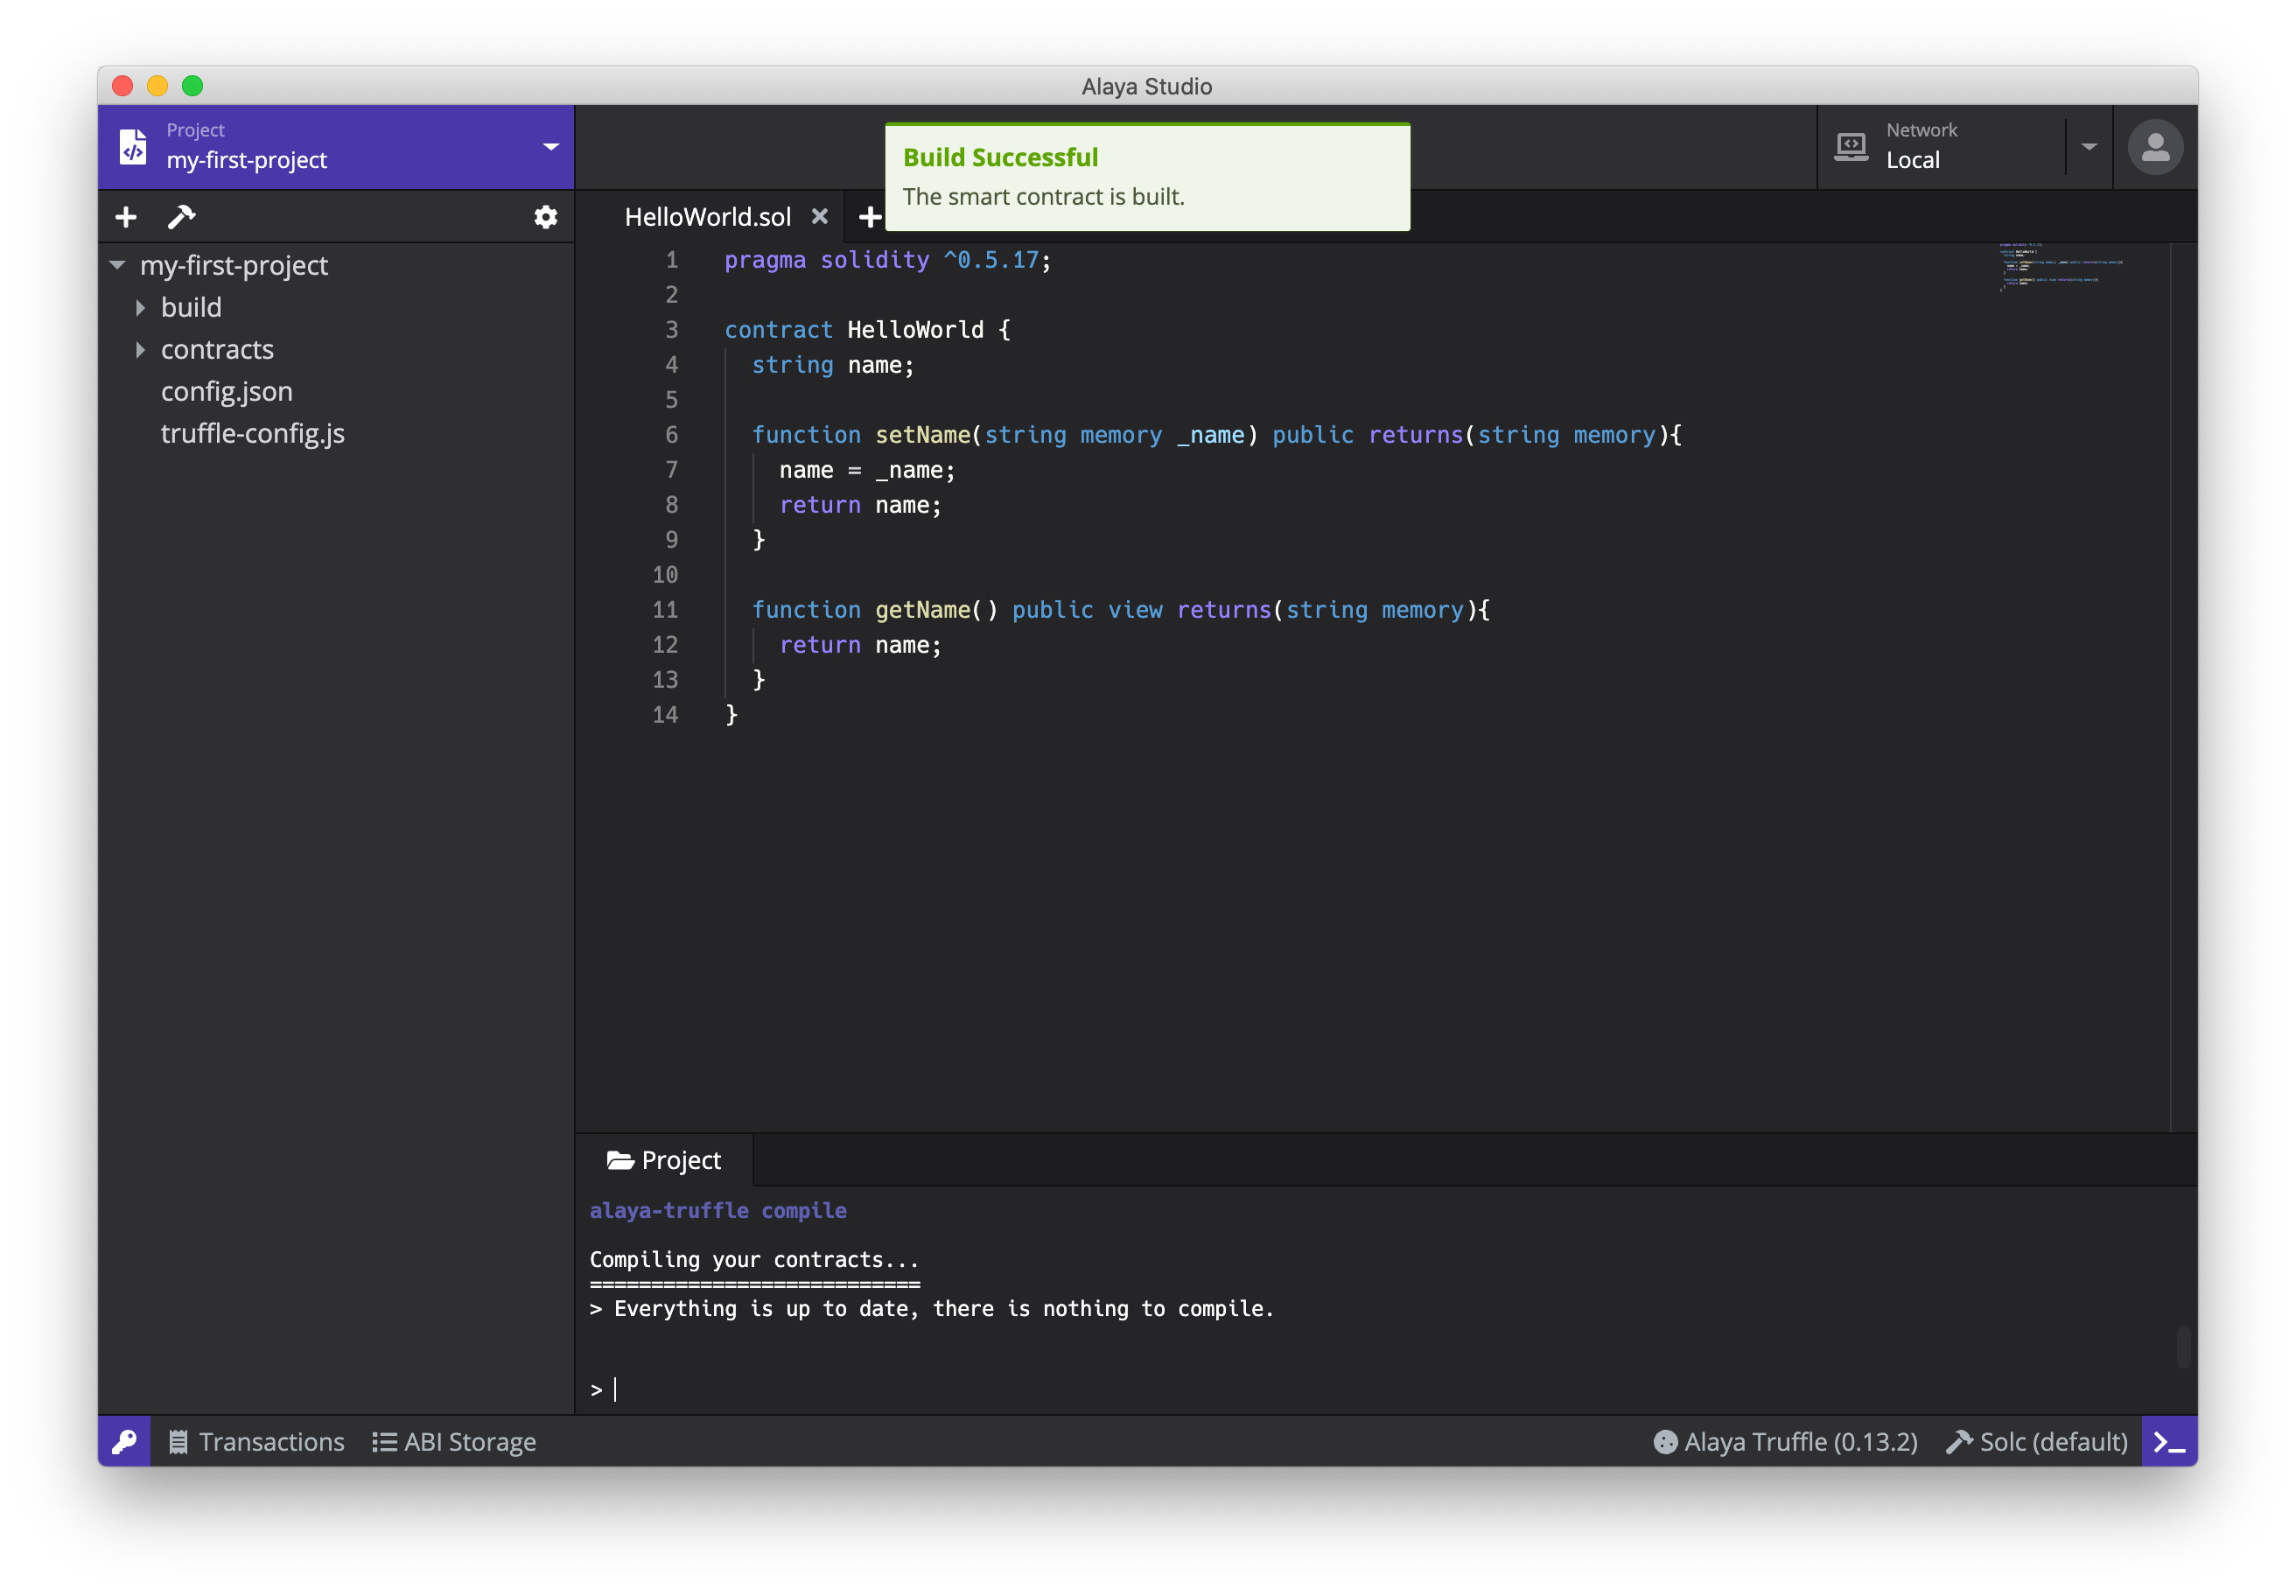 Alaya Studio
Project
my-first-project
Build Successful
The smart contract is built.
Network
Local
HelloWorld.sol
my-first-project
build
contracts
config.json
truffle-config.js
1 pragma solidity ^0.5.17;
2
3 contract HelloWorld {
4 string name;
5
6 function setName(string memory _name) public returns(string memory){
7 name = _name;
8 return name;
9 }
10
11 function getName() public view returns(string memory){
12 return name;
13 }
14 }
Project
alaya-truffle compile
Compiling your contracts...
===========================
> Everything is up to date, there is nothing to compile.
>
Transactions
ABI Storage
Alaya Truffle (0.13.2)
Solc (default)